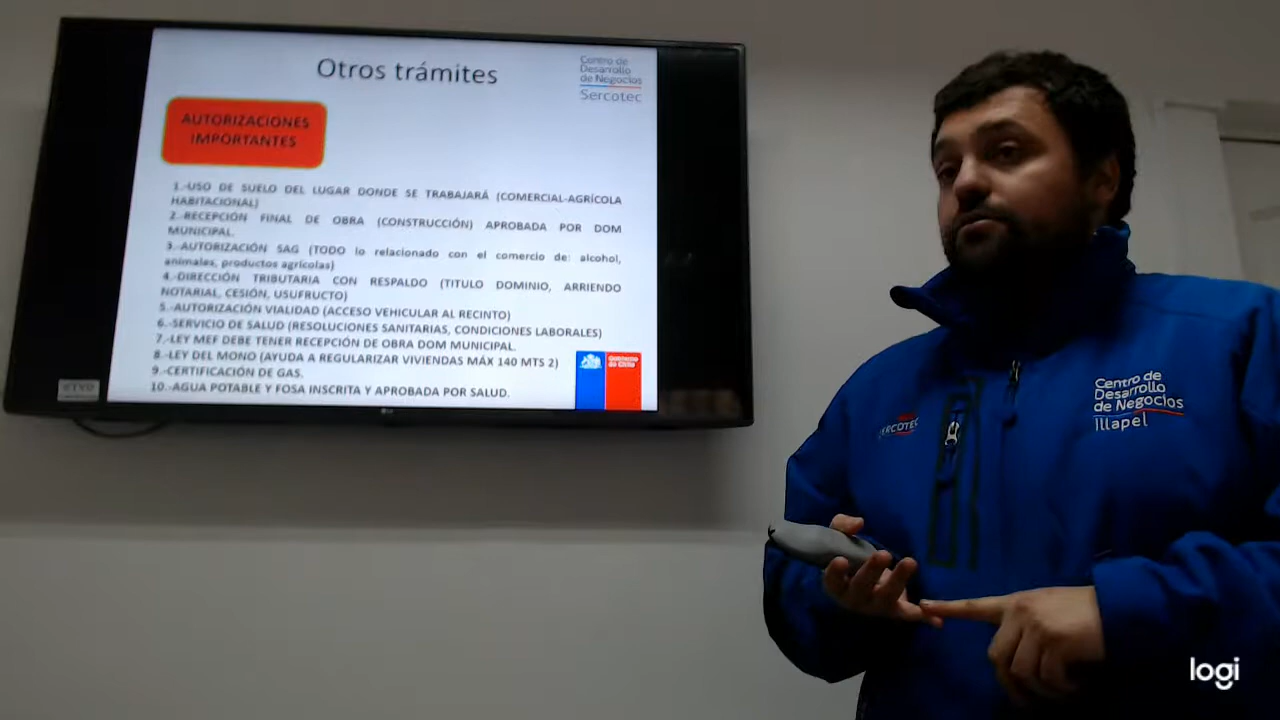 Otros trámites
Centro de
Desarrollo
de Negocios
Sercotec
AUTORIZACIONES
IMPORTANTES
1.-USO DE SUELO DEL LUGAR DONDE SE TRABAJARÁ (COMERCIAL-AGRÍCOLA
HABITACIONAL)
2.-RECEPCIÓN FINAL DE OBRA (CONSTRUCCIÓN) APROBADA POR DOM
MUNICIPAL.
3.-AUTORIZACIÓN SAG (TODO lo relacionado con el comercio de: alcohol,
animales, productos agrícolas)
4.-DIRECCIÓN TRIBUTARIA CON RESPALDO (TITULO DOMINIO, ARRIENDO
NOTARIAL, CESIÓN, USUFRUCTO)
5.-AUTORIZACIÓN VIALIDAD (ACCESO VEHICULAR AL RECINTO)
6.-SERVICIO DE SALUD (RESOLUCIONES SANITARIAS, CONDICIONES LABORALES)
7.-LEY MEF DEBE TENER RECEPCIÓN DE OBRA DOM MUNICIPAL.
8.-LEY DEL MONO (AYUDA A REGULARIZAR VIVIENDAS MÁX 140 MTS 2)
9.-CERTIFICACIÓN DE GAS.
10.-AGUA POTABLE Y FOSA INSCRITA Y APROBADA POR SALUD.
Gobierno
de Chile
LG
SERCOTEC
Centro de
Desarrollo
de Negocios
Illapel
logi